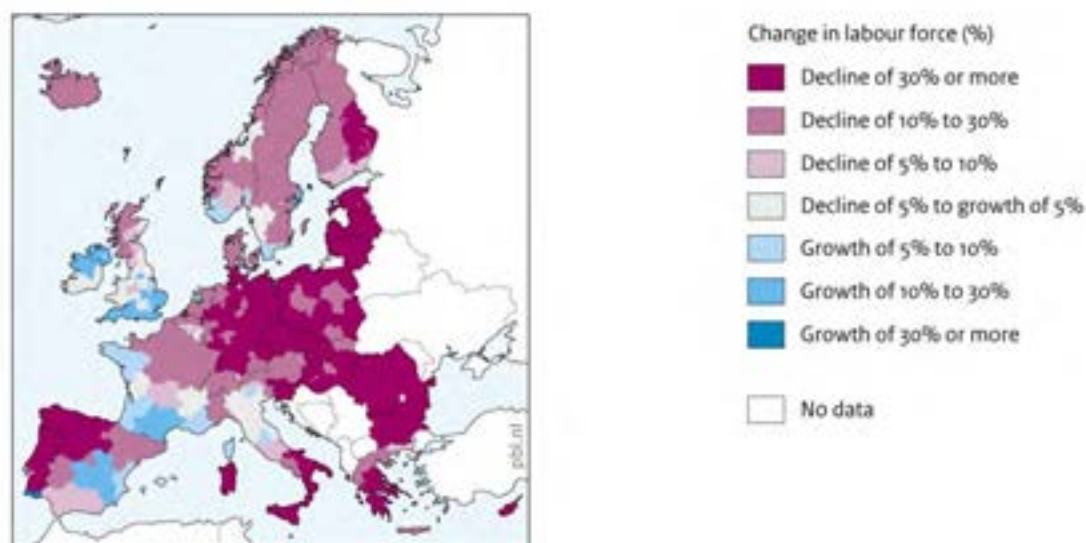 Change in labour force (%)
Decline of 30% or more
Decline of 10% to 30%
Decline of 5% to 10%
Decline of 5% to growth of 5%
Growth of 5% to 10%
Growth of 10% to 30%
Growth of 30% or more
No data
pbl.nl